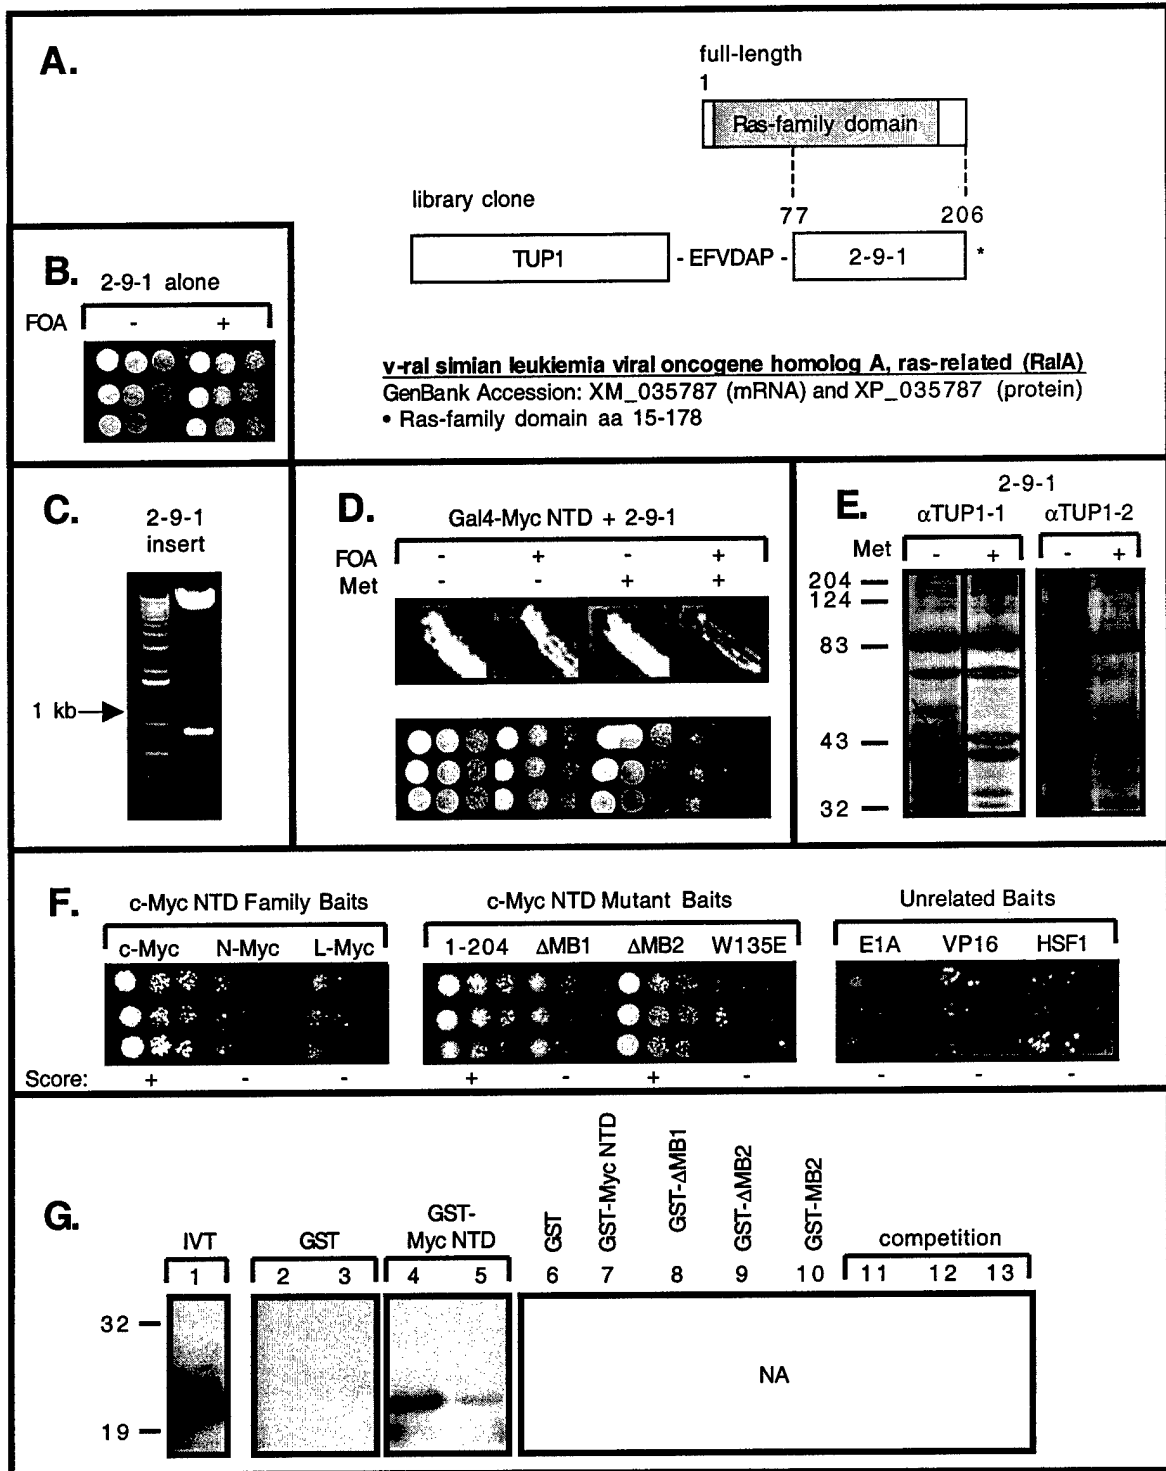 A.
full-length
1
Ras-family domain
library clone
77 206
TUP1 - EFVDAP - 2-9-1 *
v-ral simian leukiemia viral oncogene homolog A, ras-related (RalA)
GenBank Accession: XM_035787 (mRNA) and XP_035787 (protein)
• Ras-family domain aa 15-178
B.
2-9-1 alone
FOA - +
C.
2-9-1
insert
1 kb
D.
Gal4-Myc NTD + 2-9-1
FOA - + - +
Met - - + +
E.
2-9-1
αTUP1-1 αTUP1-2
Met - + - +
204
124
83
43
32
F.
c-Myc NTD Family Baits
c-Myc N-Myc L-Myc
c-Myc NTD Mutant Baits
1-204 ΔMB1 ΔMB2 W135E
Unrelated Baits
E1A VP16 HSF1
Score: + - - + - + - - - -
G.
IVT
GST
GST-
Myc NTD
GST
GST-Myc NTD
GST-ΔMB1
GST-ΔMB2
GST-MB2
competition
1 2 3 4 5 6 7 8 9 10 11 12 13
32
19
NA